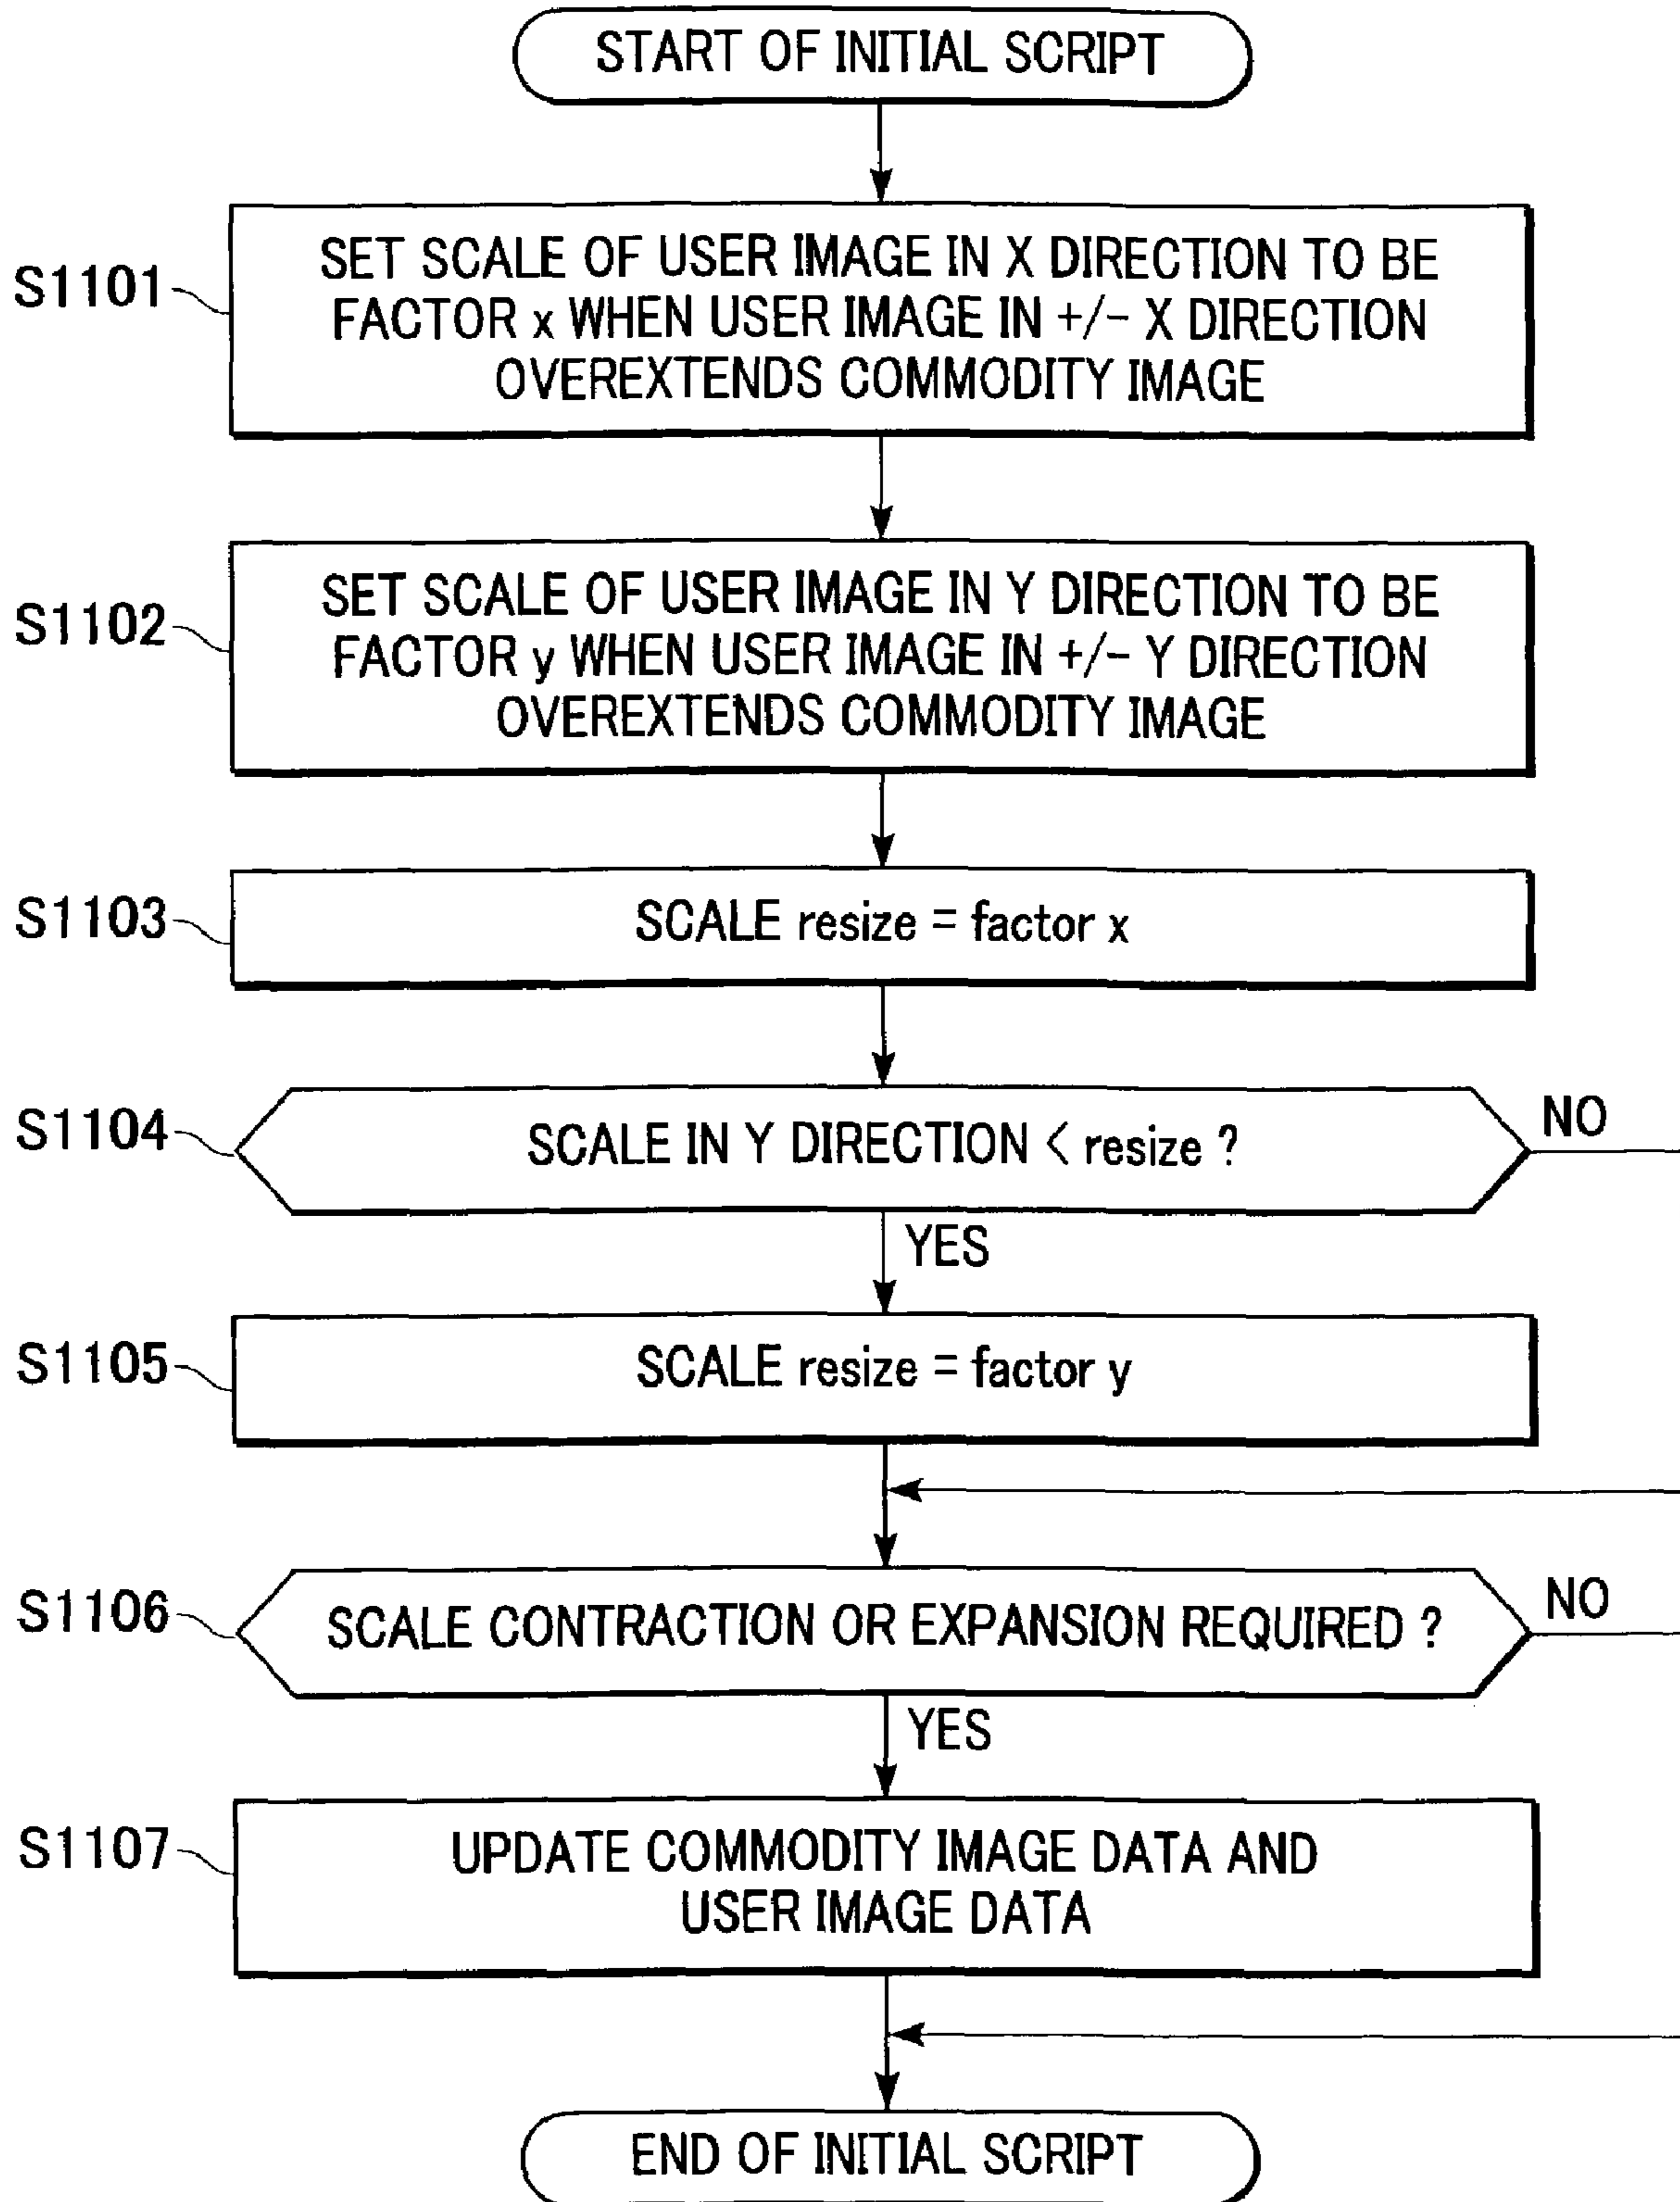 START OF INITIAL SCRIPT
S1101
SET SCALE OF USER IMAGE IN X DIRECTION TO BE
FACTOR x WHEN USER IMAGE IN +/- X DIRECTION
OVEREXTENDS COMMODITY IMAGE
S1102
SET SCALE OF USER IMAGE IN Y DIRECTION TO BE
FACTOR y WHEN USER IMAGE IN +/- Y DIRECTION
OVEREXTENDS COMMODITY IMAGE
S1103
SCALE resize = factor x
S1104
SCALE IN Y DIRECTION < resize ?
NO
YES
S1105
SCALE resize = factor y
S1106
SCALE CONTRACTION OR EXPANSION REQUIRED ?
NO
YES
S1107
UPDATE COMMODITY IMAGE DATA AND
USER IMAGE DATA
END OF INITIAL SCRIPT